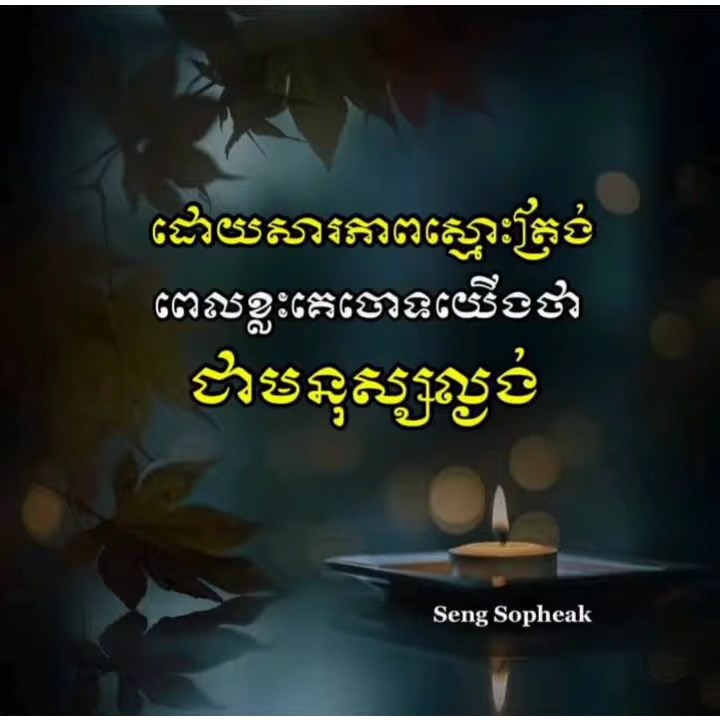 ដោយសារភាពស្មោះត្រង់
ពេលខ្លះគេចោទយើងថា
ជាមនុស្សល្ងង់
Seng Sopheak